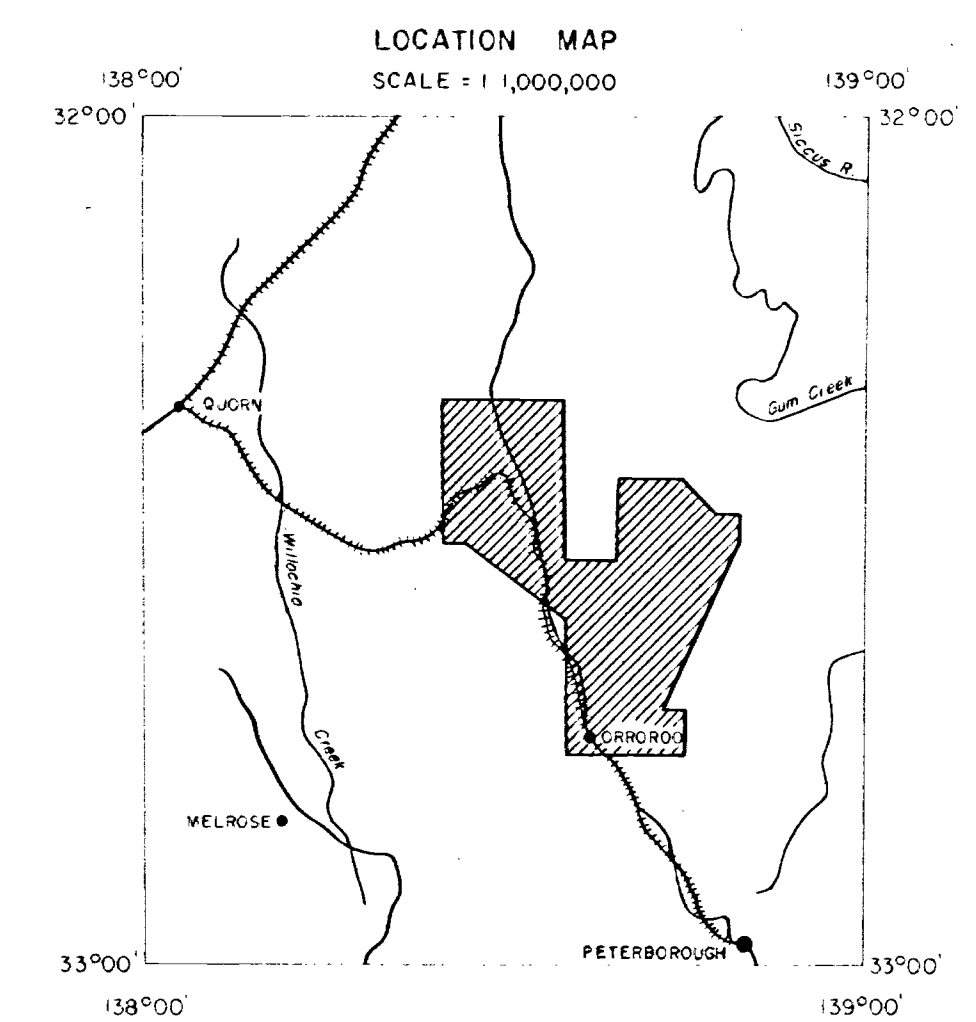 LOCATION MAP
138°00' SCALE = 1 1,000,000 139°00'
32°00' 32°00'
Siccus R.
QUORN
Gum Creek
Willochio
Creek
ORROROO
MELROSE
PETERBOROUGH
33°00' 33°00'
138°00' 139°00'